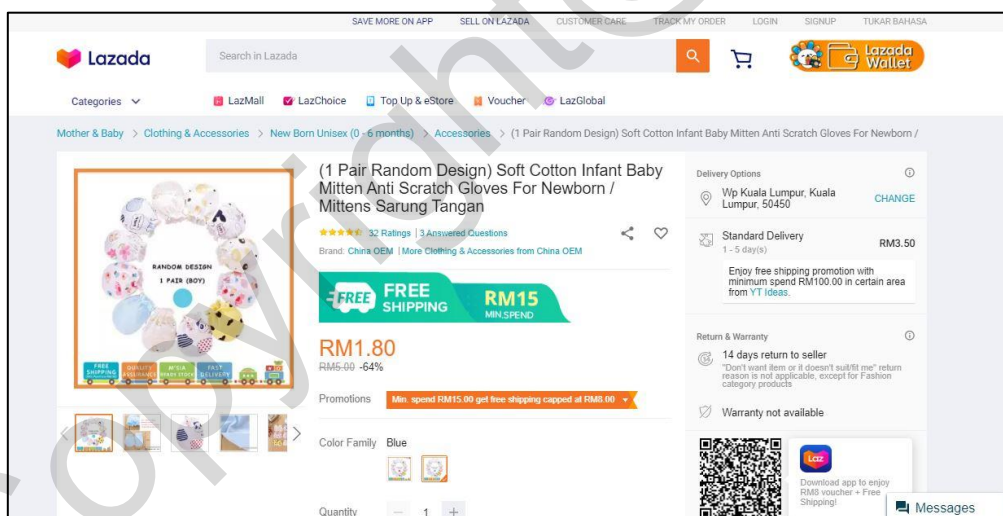 SAVE MORE ON APP SELL ON LAZADA CUSTOMER CARE TRACK MY ORDER LOGIN SIGNUP TUKAR BAHASA
Lazada
Search in Lazada
Lazada
Wallet
Categories
LazMall LazChoice Top Up & eStore Voucher LazGlobal
Mother & Baby > Clothing & Accessories > New Born Unisex (0 - 6 months) > Accessories > (1 Pair Random Design) Soft Cotton Infant Baby Mitten Anti Scratch Gloves For Newborn /
RANDOM DESIGN
1 PAIR (BOY)
FREE SHIPPING
QUALITY ASSURANCE
M'SIA READY STOCK
FAST DELIVERY
(1 Pair Random Design) Soft Cotton Infant Baby
Mitten Anti Scratch Gloves For Newborn /
Mittens Sarung Tangan
32 Ratings | 3 Answered Questions
Brand: China OEM | More Clothing & Accessories from China OEM
FREE
FREE
SHIPPING
RM15
MIN.SPEND
RM1.80
RM5.00 -64%
Promotions
Min. spend RM15.00 get free shipping capped at RM8.00
Color Family Blue
Quantity − 1 +
Delivery Options
Wp Kuala Lumpur, Kuala
Lumpur, 50450
CHANGE
Standard Delivery
1 - 5 day(s)
RM3.50
Enjoy free shipping promotion with
minimum spend RM100.00 in certain area
from YT Ideas.
Return & Warranty
14 days return to seller
"Don't want item or it doesn't suit/fit me" return
reason is not applicable, except for Fashion
category products
Warranty not available
Laz
Download app to enjoy
RM8 voucher + Free
Shipping!
Messages
Copyright